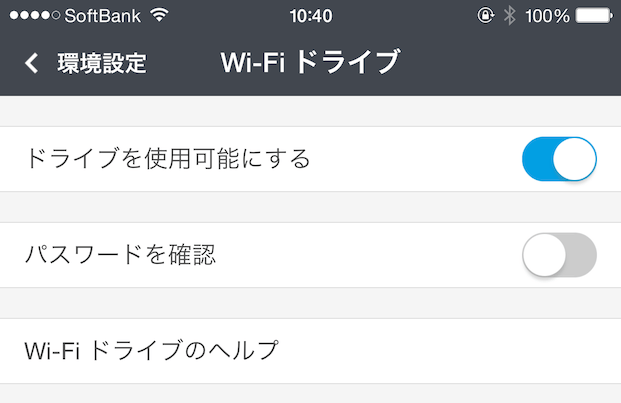 SoftBank 10:40 100%
環境設定 Wi-Fi ドライブ
ドライブを使用可能にする
パスワードを確認
Wi-Fi ドライブのヘルプ